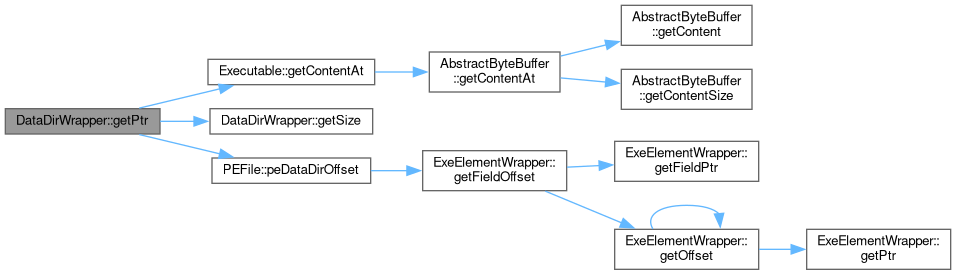 DataDirWrapper::getPtr
Executable::getContentAt
DataDirWrapper::getSize
PEFile::peDataDirOffset
AbstractByteBuffer
::getContentAt
AbstractByteBuffer
::getContent
AbstractByteBuffer
::getContentSize
ExeElementWrapper::
getFieldOffset
ExeElementWrapper::
getFieldPtr
ExeElementWrapper::
getOffset
ExeElementWrapper::
getPtr